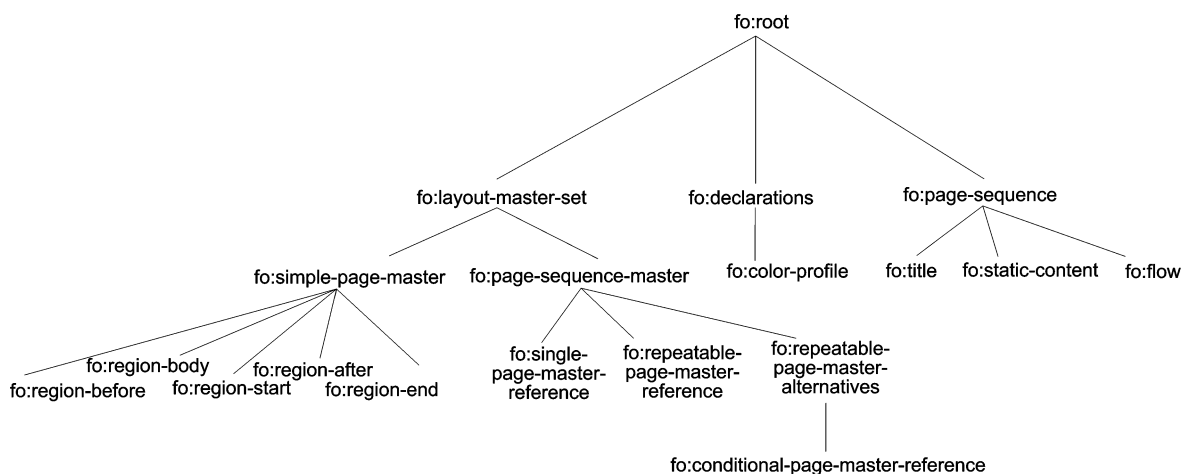 fo:root
fo:layout-master-set
fo:declarations
fo:page-sequence
fo:simple-page-master
fo:page-sequence-master
fo:color-profile
fo:title
fo:static-content
fo:flow
fo:region-before
fo:region-body
fo:region-start
fo:region-after
fo:region-end
fo:single-
page-master-
reference
fo:repeatable-
page-master-
reference
fo:repeatable-
page-master-
alternatives
fo:conditional-page-master-reference